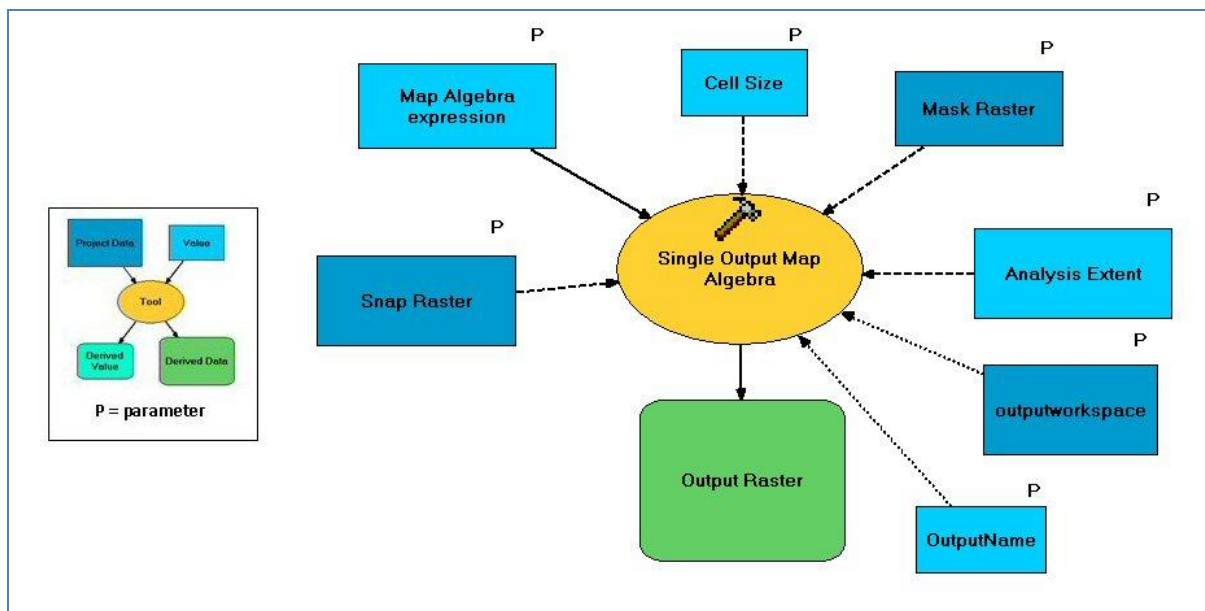 P
P
P
Map Algebra
expression
Cell Size
Mask Raster
P
P
Snap Raster
Single Output Map
Algebra
Analysis Extent
P
outputworkspace
Output Raster
P
OutputName
Project Data
Value
Tool
Derived
Value
Derived Data
P = parameter